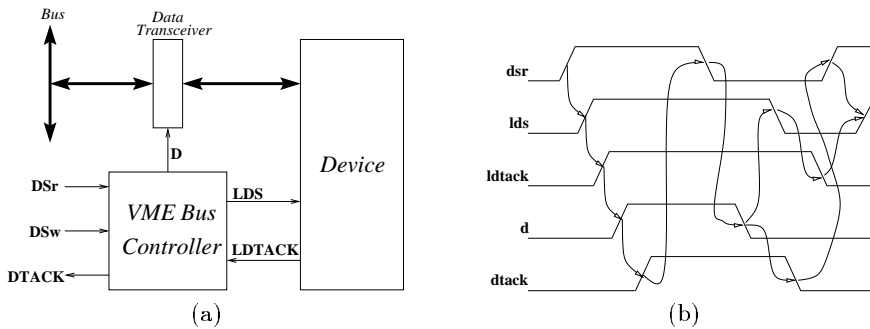 Bus
Data
Transceiver
D
Device
DSr
DSw
DTACK
VME Bus
Controller
LDS
LDTACK
(a)
dsr
lds
ldtack
d
dtack
(b)